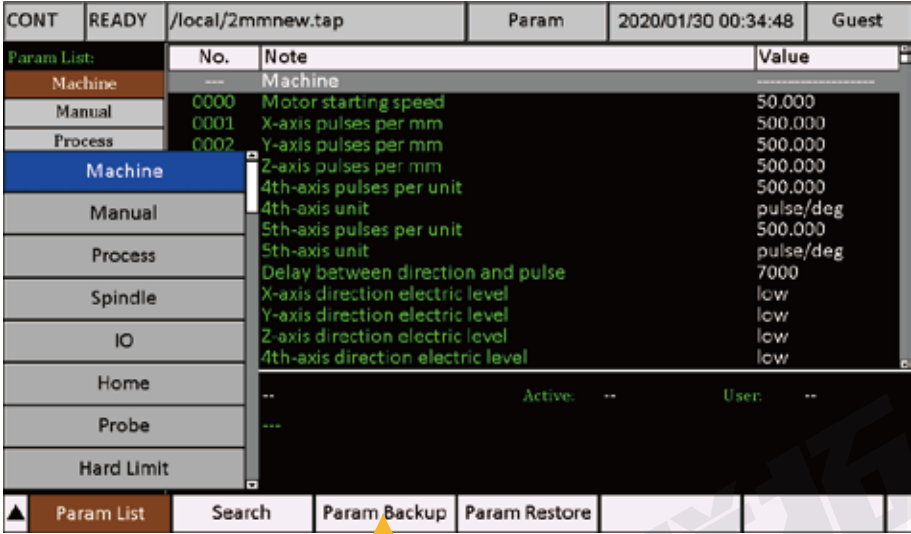 CONT READY /local/2mmnew.tap Param 2020/01/30 00:34:48 Guest
Param List: No. Note Value
Machine --- Machine --------------------
Manual 0000 Motor starting speed 50.000
0001 X-axis pulses per mm 500.000
Process 0002 Y-axis pulses per mm 500.000
Machine Z-axis pulses per mm 500.000
4th-axis pulses per unit 500.000
Manual 4th-axis unit pulse/deg
5th-axis pulses per unit 500.000
Process 5th-axis unit pulse/deg
Delay between direction and pulse 7000
Spindle X-axis direction electric level low
Y-axis direction electric level low
IO Z-axis direction electric level low
4th-axis direction electric level low
Home -- Active: -- User: --
Probe ---
Hard Limit
Param List Search Param Backup Param Restore